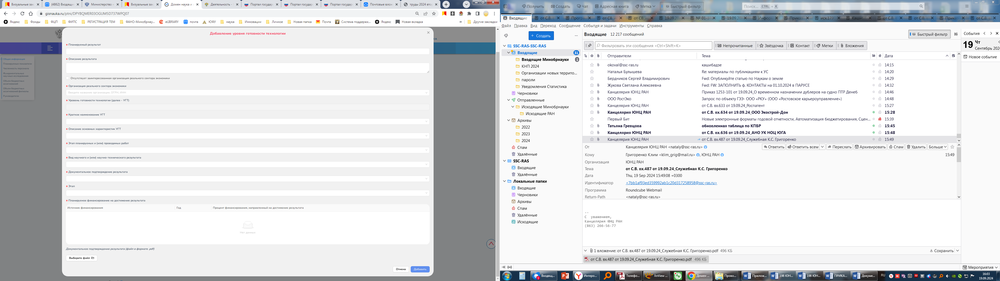 Визуальные зак
(4862) Входящи
Министерство н
Визуальные зак
Домен наука и
Деятельность -
Портал государс
Портал государс
Портал государс
Почтовые влож
труды 2024 втор
gisnauka.ru/ptni/DPYBQMER03OGUM5D737WPQ07
Яндекс
Фонды
ФЦП
ФИПС
РЕГИСТРАЦИЯ ТЕМ
ФАНО-Минобрнау...
eLIBRARY
почта
ЮФУ
наука
Инновации
Личное
Новая папка
Почта
Система поддержк...
Яндекс
Новая вкладка
»
Другие закладки
Добавление уровня готовности технологии
Общая информация
Планируемые показатели
Численность персонала
Фундаментальные научные исследования
Объем бюджетных ассигнований
Объем бюджетных ассигнований филиалы
Руководители
* Планируемый результат
* Описание результата
Отсутствует заинтересованная организация реального сектора экономики
* Организация реального сектора экономики
Введите название организации, ОГРН, ИНН
* Уровень готовности технологии (далее - УГТ)
* Краткое наименование УГТ
* Описание основных характеристик УГТ
* Этап планируемых и (или) проводимых работ
* Вид научного и (или) научно-технического результата
* Документальное подтверждение результата
* Этап
* Планируемое финансирование на достижение результата
Источник финансирования
Год
Процент финансирования, направленный на достижение результата
Нет данных
Документальное подтверждение результата (файл в формате .pdf)
Выберите файл
Отмена
Добавить
Получить
Создать
Чат
Адресная книга
Метка
Быстрый фильтр
Поиск... CTRL + K
Входящие
от С.В.
Програ
от СВ_
от СВ_
19.09.20
№ 01-
19.09.20
Инфор
Приказ
исх.179
Каши
от С.В.
от С.В.
Приказ
от С.В.
Файл Правка Вид Переход Сообщение События и задачи Инструменты Справка
+ Создать
...
SSC-RAS-SSC-RAS
Входящие 31
Входящие Минобрнауки 1
КНП 2024
Организации новых террито...
пароли
Уведомления Статистика
Черновики
Отправленные
Исходящие Минобрнауки
Исходящие РАН
Архивы
2022
2023
2024
Спам
Удалённые
SSC-RAS
Входящие
Удалённые
Локальные папки
Входящие
Черновики
Архивы
Спам
Удалённые
Исходящие
Входящие 12 217 сообщений
Быстрый фильтр
Фильтровать эти сообщения <Ctrl+Shift+K>
Непрочитанные
Звёздочка
Контакт
Метки
Вложения
Отправители Тема Дата
okoval@ssc-ras.ru кашибадзе 14:15
Наталья Булышева Re: материалы по публикациям к УС 14:20
Бердников Сергей Владимирович Fwd: Опубликуйте статью по Наукам о земле 14:29
Жукова Светлана Алексеевна Fwd: FW: ЗАПОЛНИТЬ ф. КОНТАКТЫ на 01.10.2024 в ПАРУСЕ 14:32
Канцелярия ЮНЦ РАН Приказ 1253-101 от 19.09.24_О временном назначении дублеров на судно ПТР Денеб 14:46
ООО РостЭко Запрос по объекту ГЭЭ- ООО «РКУ» (ООО «Ростовское карьероуправление») 14:48
Канцелярия ЮНЦ РАН от С.В. вх.633 от 19.09.24_Роспатент 15:27
Канцелярия ЮНЦ РАН от С.В. вх.634 от 19.09.24_ООО Экострой-Дон 15:28
Первый Бит Новые электронные форматы годовой отчетности, Автоматизация бюджетирования, Сцен... 15:39
Татьяна Гревцова обновленная таблица по КПБР 15:45
Канцелярия ЮНЦ РАН от С.В. вх.636 от 19.09.24_АНО УК НОЦ ЮГА 15:48
Канцелярия ЮНЦ РАН от С.В. вх.487 от 19.09.24_Служебная К.С. Григоренко 15:49
От Канцелярия ЮНЦ РАН <nataly@ssc-ras.ru>
Ответить
Ответить всем
Переслать
Архивировать
Спам
Удалить
Больше
Кому Григоренко Клим <klim_grig@mail.ru>, ЮНЦ РАН 15:49
Организация ЮНЦ РАН
Тема от С.В. вх.487 от 19.09.24_Служебная К.С. Григоренко
Дата Thu, 19 Sep 2024 15:49:08 +0300
Идентификатор <7bb1af93ed359992ab1c20d317258958@ssc-ras.ru>
Программа Roundcube Webmail
Return-Path <nataly@ssc-ras.ru>
--
С уважением,
Канцелярия ЮНЦ РАН
(863) 266-56-77
1 вложение: от С.В. вх.487 от 19.09.24_Служебная К.С. Григоренко.pdf 496 КБ
Сохранить
от С.В. вх.487 от 19.09.24_Служебная К.С. Григоренко.pdf 496 КБ
События
19 Чт
Сентябрь 2024
Новое событие
Мероприятия
Входящ...
Интеро...
Телефо...
XnView ...
Домен ...
Прово...
Прилож...
198 ЮН...
198 ЮН...
ПРИКА...
Докуме...
RU
16:03
19.09.2024